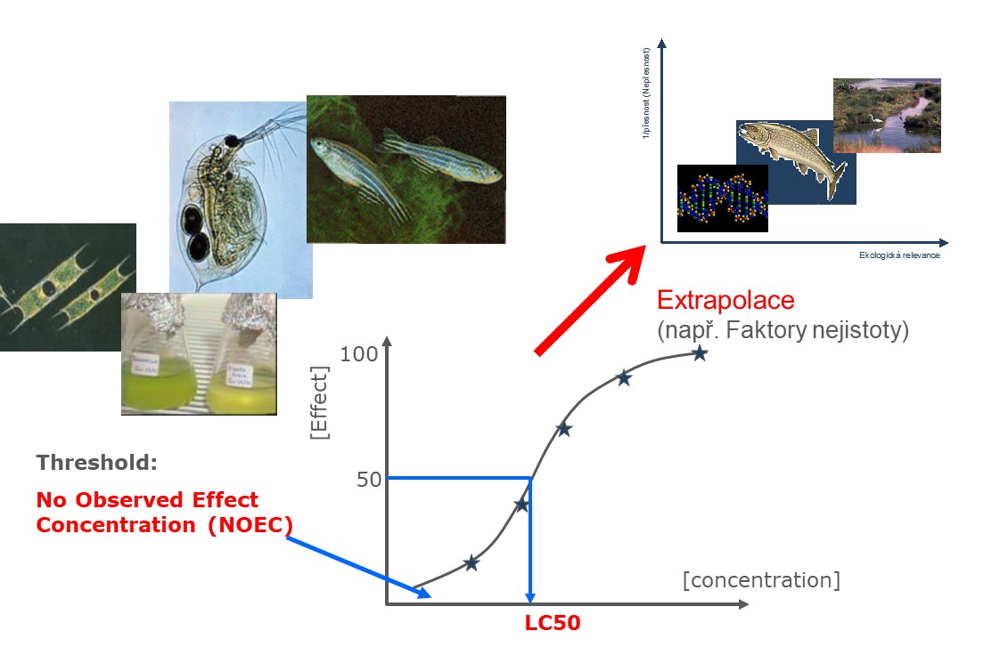 1/přesnost (Nepřesnost)
Ekologická relevance
Extrapolace
(např. Faktory nejistoty)
100
[Effect]
50
Threshold:
No Observed Effect
Concentration (NOEC)
[concentration]
LC50